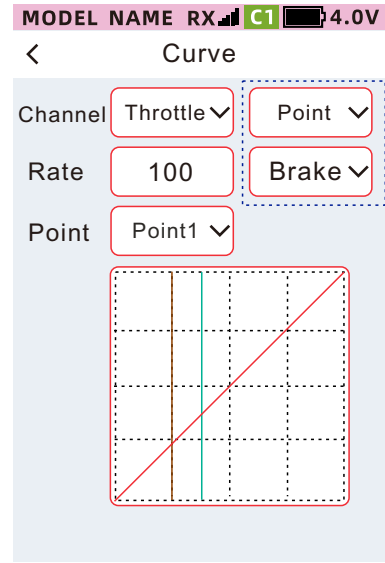 MODEL NAME RX C1 4.0V
Curve
Channel Throttle Point
Rate 100 Brake
Point Point1